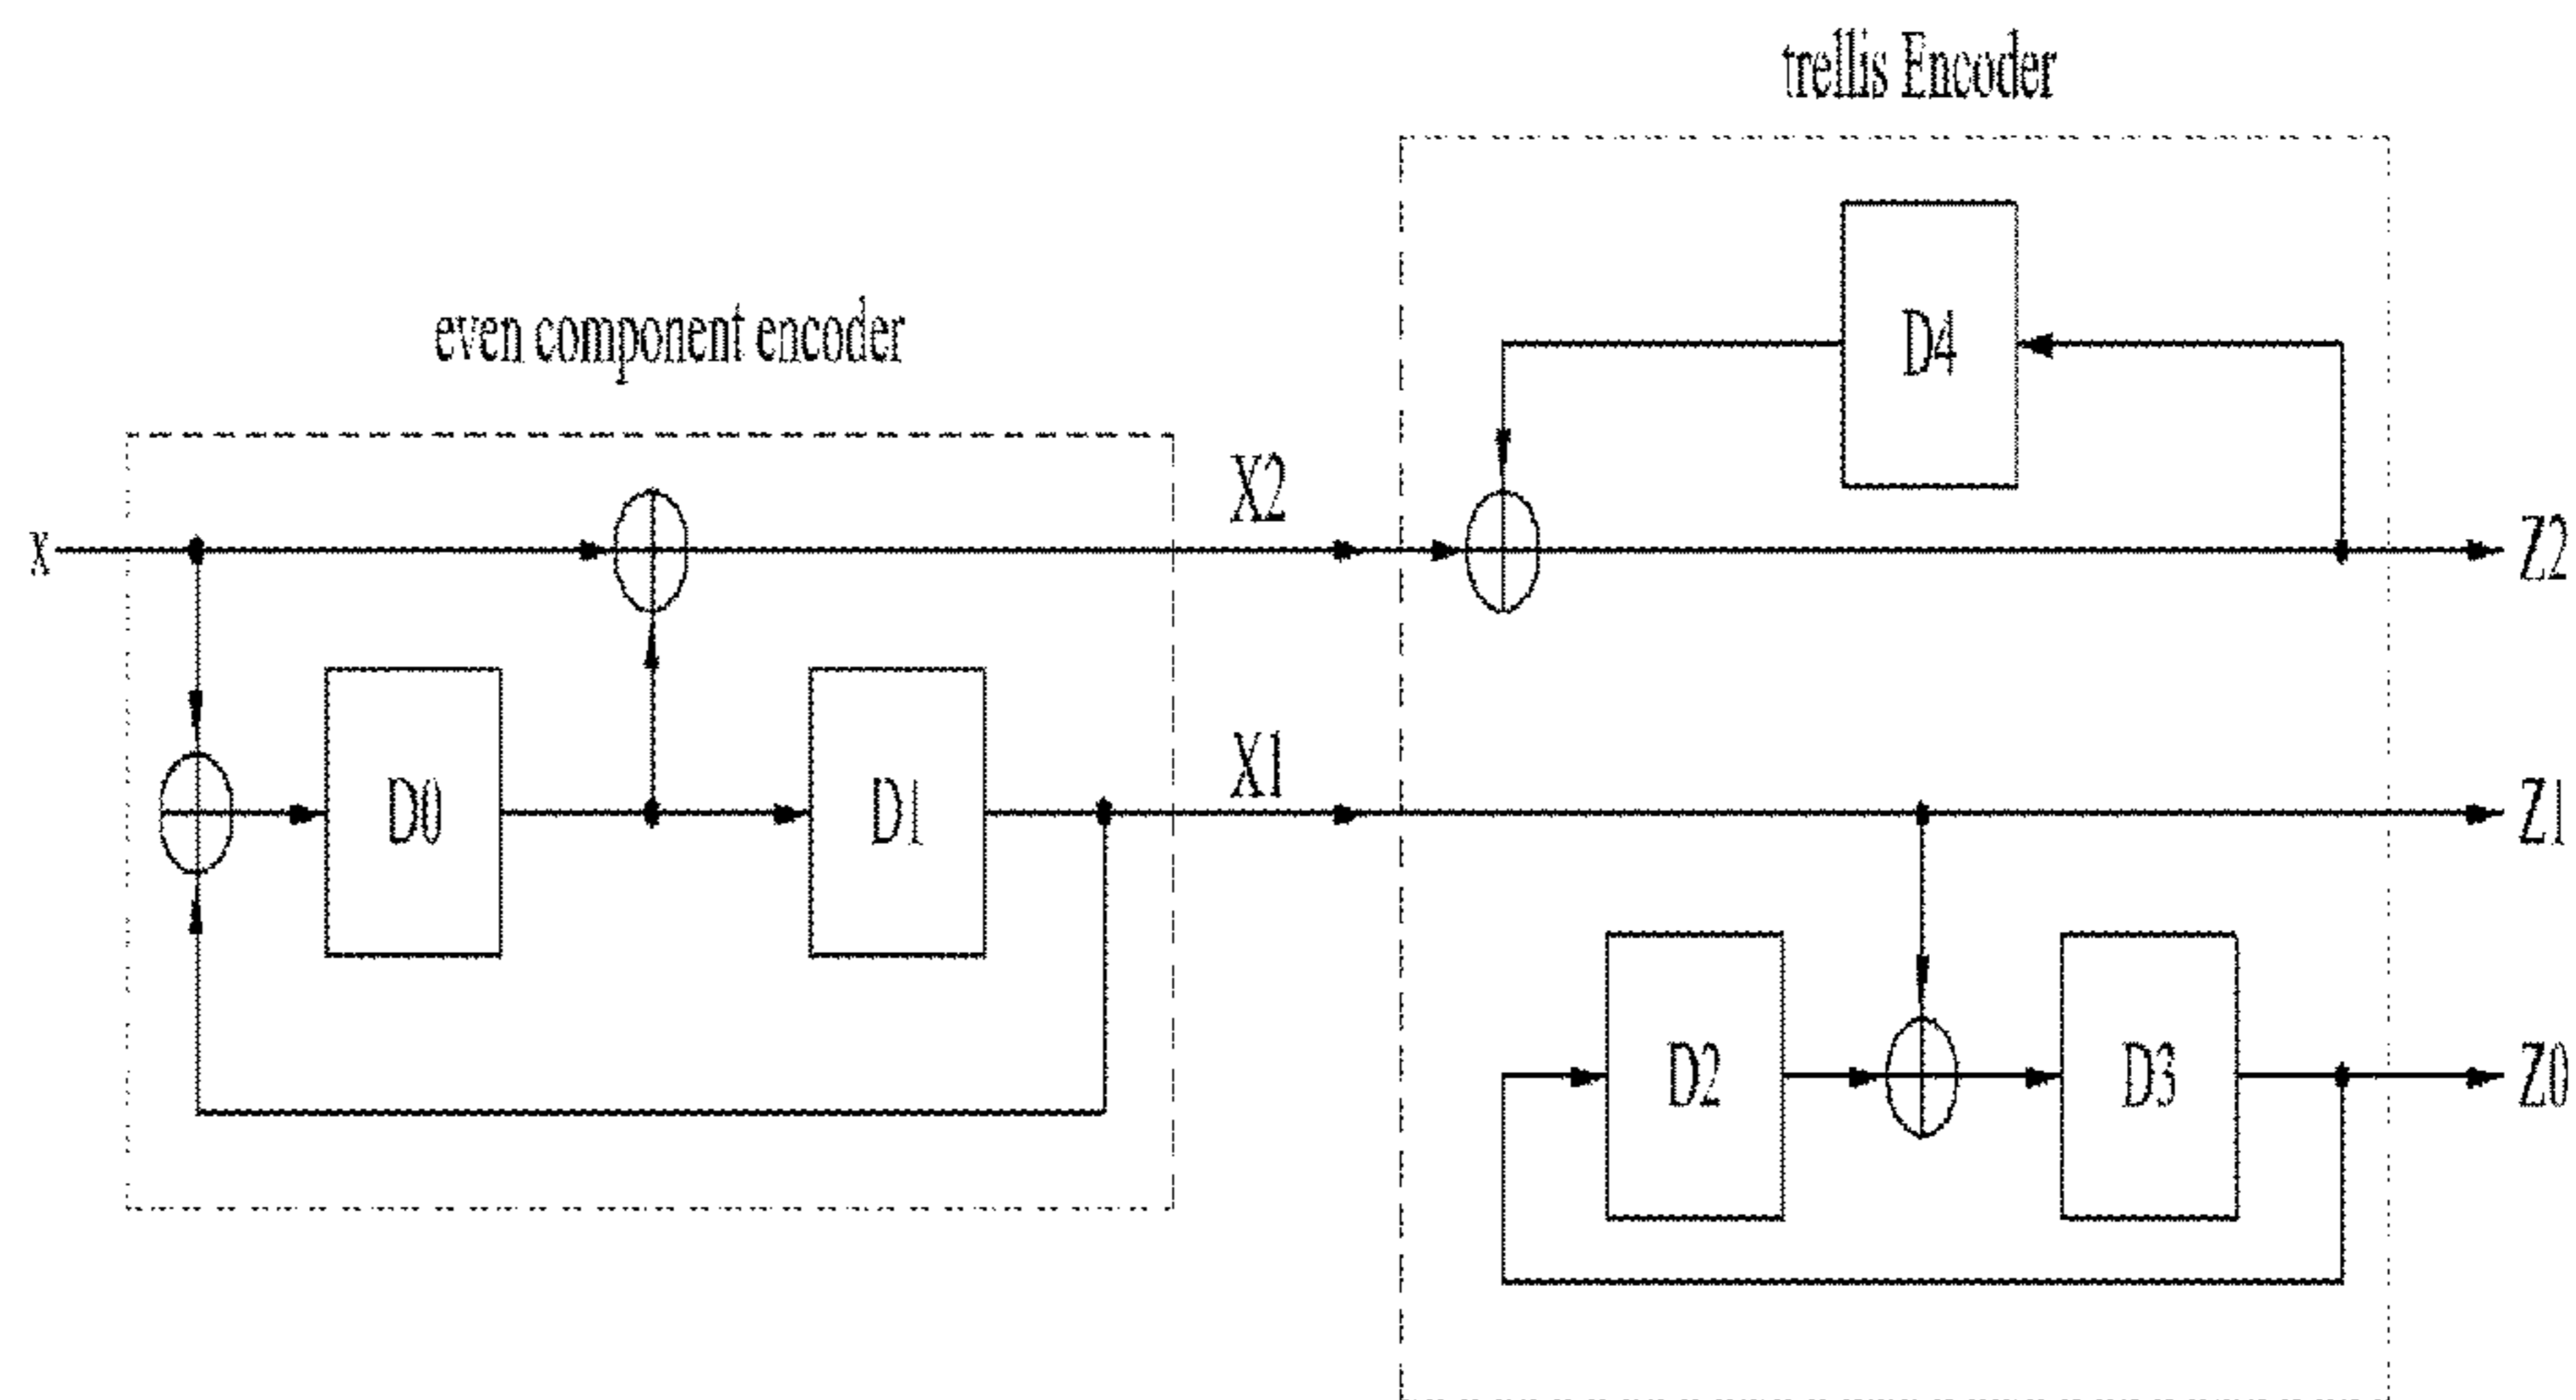 trellis Encoder
even component encoder
D4
X2
x
Z2
X1
D0
D1
Z1
D2
D3
Z0